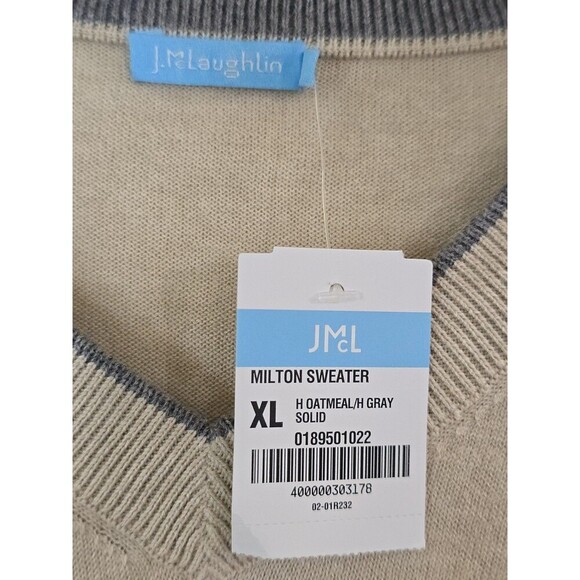 J.McLaughlin
JMcL
MILTON SWEATER
XL
H OATMEAL/H GRAY
SOLID
0189501022
400000303178
02-01R232